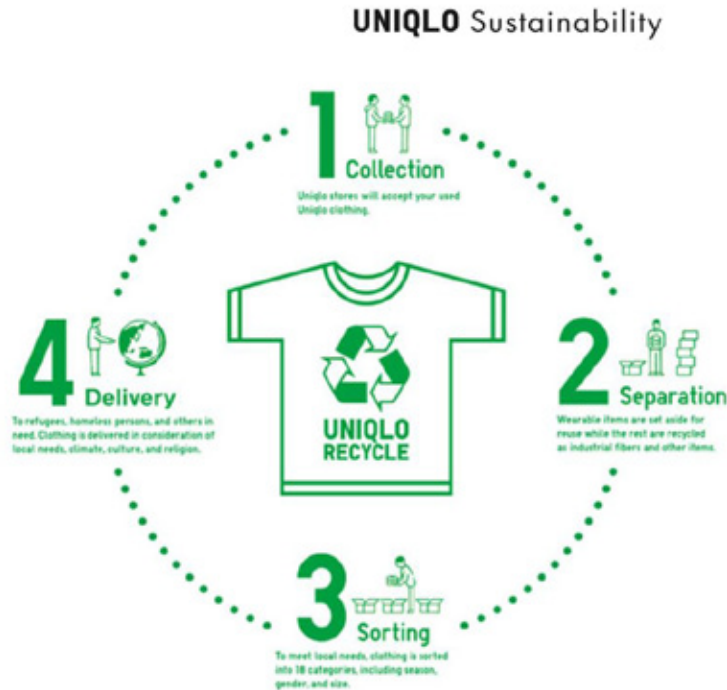 UNIQLO Sustainability
1
Collection
Uniqlo stores will accept your used
Uniqlo clothing.
2
Separation
Wearable items are set aside for
reuse while the rest are recycled
as industrial fibers and other items.
3
Sorting
To meet local needs, clothing is sorted
into 18 categories, including season,
gender, and size.
4
Delivery
To refugees, homeless persons, and others in
need. Clothing is delivered in consideration of
local needs, climate, culture, and religion.
UNIQLO
RECYCLE